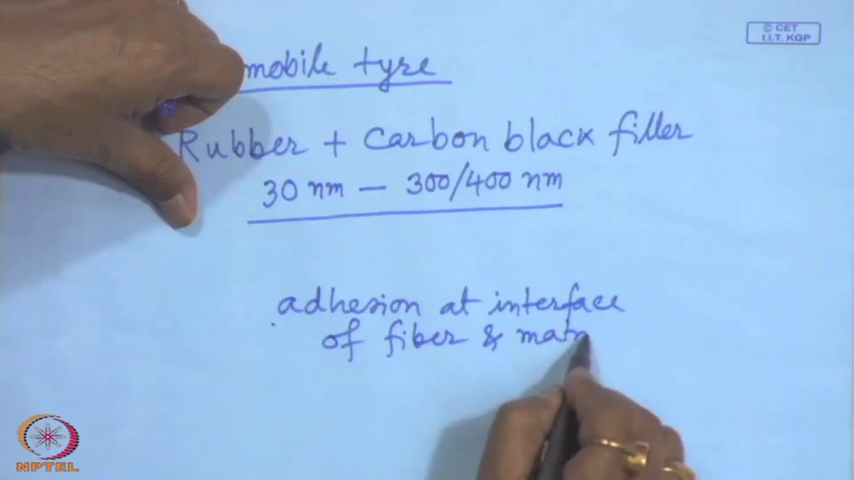 © CET
I.I.T. KGP
mobile tyre
Rubber + Carbon black filler
30 nm – 300/400 nm
adhesion at interface
of fiber & mat
NPTEL